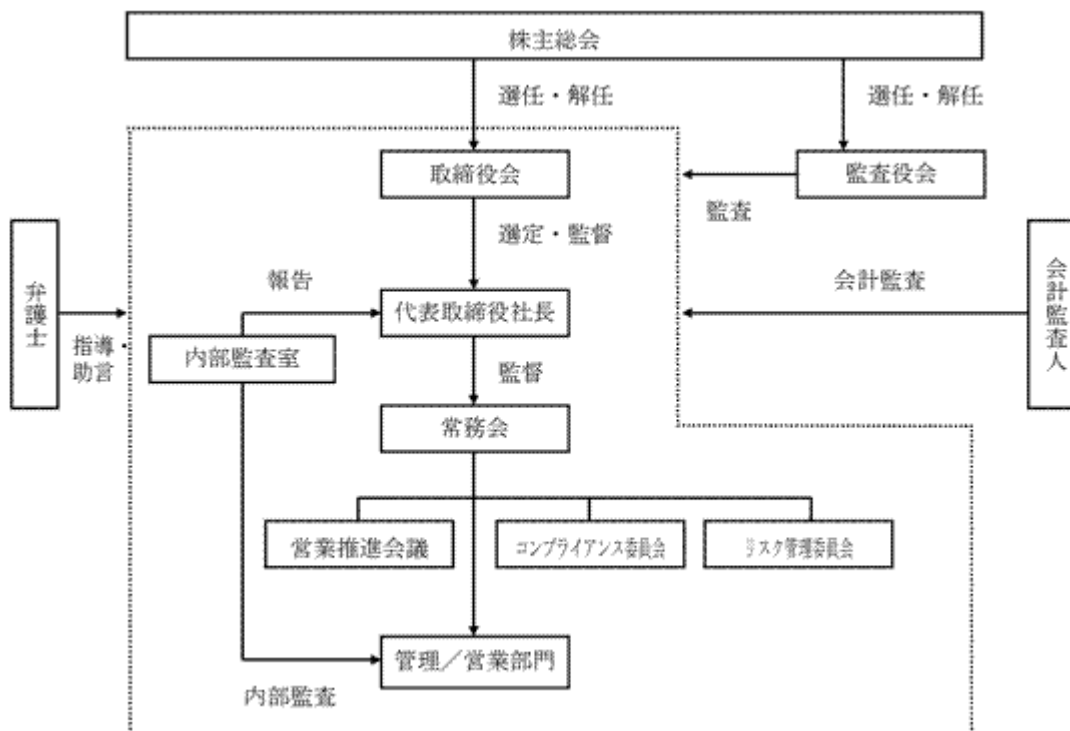 株主総会
選任・解任
選任・解任
取締役会
監査役会
監査
選定・監督
弁護士
報告
会計監査
会計監査人
代表取締役社長
指導・
助言
内部監査室
監督
常務会
営業推進会議
コンプライアンス委員会
リスク管理委員会
管理／営業部門
内部監査